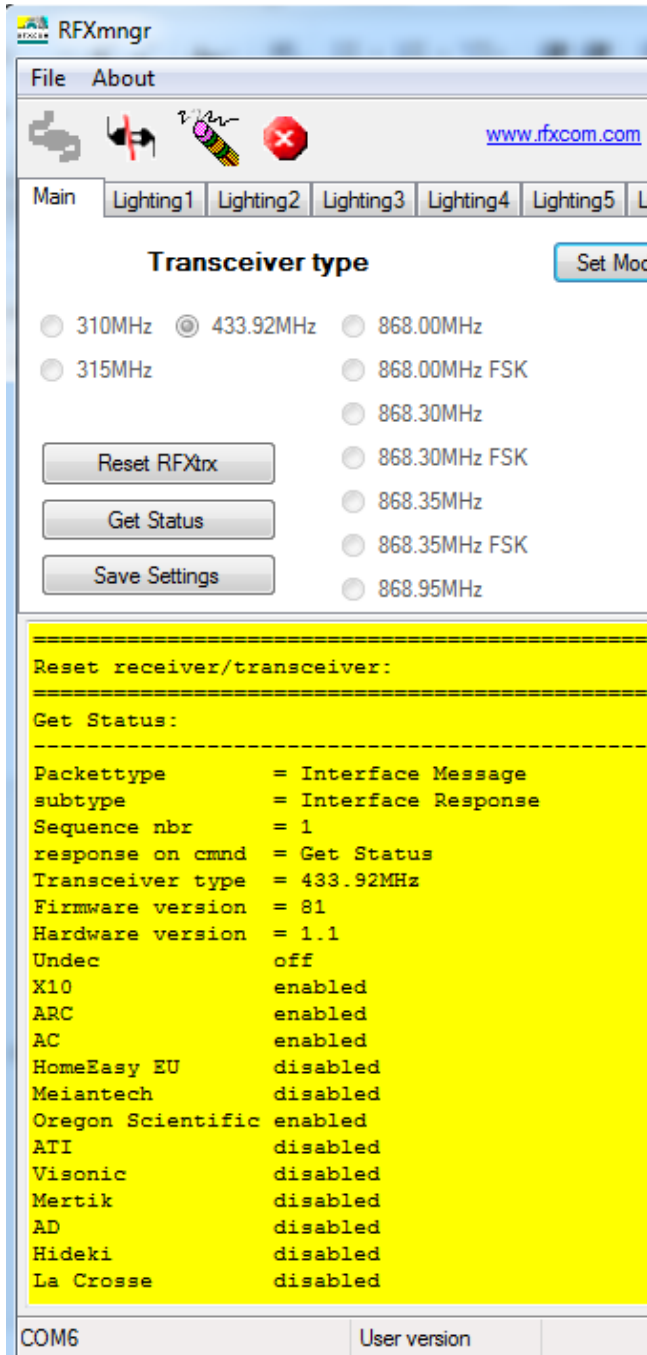 RFXmngr
File About
www.rfxcom.com
Main Lighting1 Lighting2 Lighting3 Lighting4 Lighting5 L
Transceiver type Set Mod
310MHz 433.92MHz 868.00MHz
315MHz 868.00MHz FSK
868.30MHz
Reset RFXtrx 868.30MHz FSK
Get Status 868.35MHz
868.35MHz FSK
Save Settings 868.95MHz
==============================================
Reset receiver/transceiver:
==============================================
Get Status:
----------------------------------------------
Packettype = Interface Message
subtype = Interface Response
Sequence nbr = 1
response on cmnd = Get Status
Transceiver type = 433.92MHz
Firmware version = 81
Hardware version = 1.1
Undec off
X10 enabled
ARC enabled
AC enabled
HomeEasy EU disabled
Meiantech disabled
Oregon Scientific enabled
ATI disabled
Visonic disabled
Mertik disabled
AD disabled
Hideki disabled
La Crosse disabled
COM6 User version